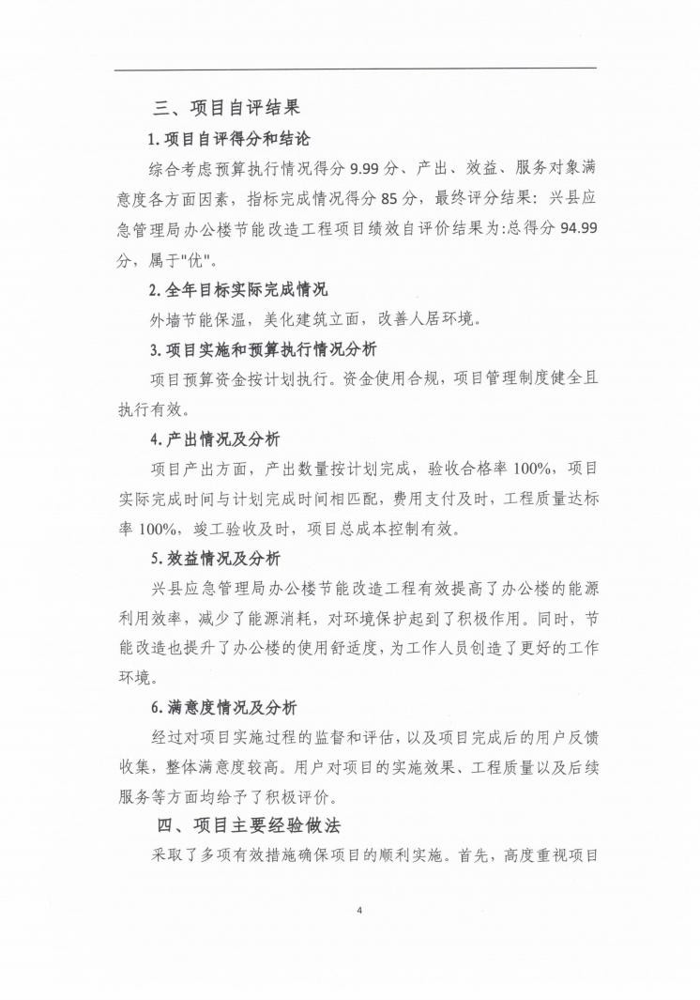 三、项目自评结果
1.项目自评得分和结论
综合考虑预算执行情况得分 9.99 分、产出、效益、服务对象满
意度各方面因素，指标完成情况得分 85 分，最终评分结果：兴县应
急管理局办公楼节能改造工程项目绩效自评价结果为:总得分 94.99
分，属于"优"。
2.全年目标实际完成情况
外墙节能保温，美化建筑立面，改善人居环境。
3.项目实施和预算执行情况分析
项目预算资金按计划执行。资金使用合规，项目管理制度健全且
执行有效。
4.产出情况及分析
项目产出方面，产出数量按计划完成，验收合格率 100%，项目
实际完成时间与计划完成时间相匹配，费用支付及时，工程质量达标
率 100%，竣工验收及时，项目总成本控制有效。
5.效益情况及分析
兴县应急管理局办公楼节能改造工程有效提高了办公楼的能源
利用效率，减少了能源消耗，对环境保护起到了积极作用。同时，节
能改造也提升了办公楼的使用舒适度，为工作人员创造了更好的工作
环境。
6.满意度情况及分析
经过对项目实施过程的监督和评估，以及项目完成后的用户反馈
收集，整体满意度较高。用户对项目的实施效果、工程质量以及后续
服务等方面均给予了积极评价。
四、项目主要经验做法
采取了多项有效措施确保项目的顺利实施。首先，高度重视项目
4